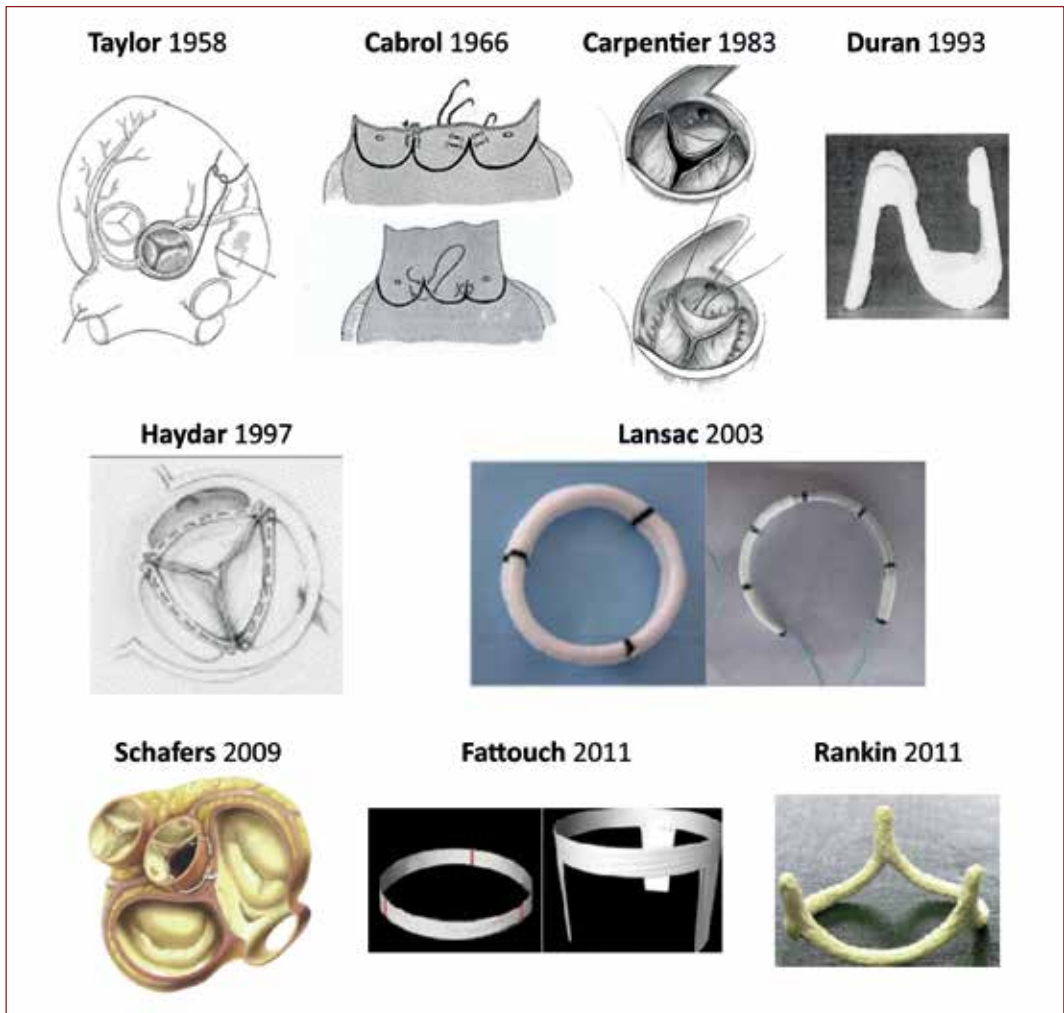 Taylor 1958 Cabrol 1966 Carpentier 1983 Duran 1993
Haydar 1997 Lansac 2003
Schafers 2009 Fattouch 2011 Rankin 2011